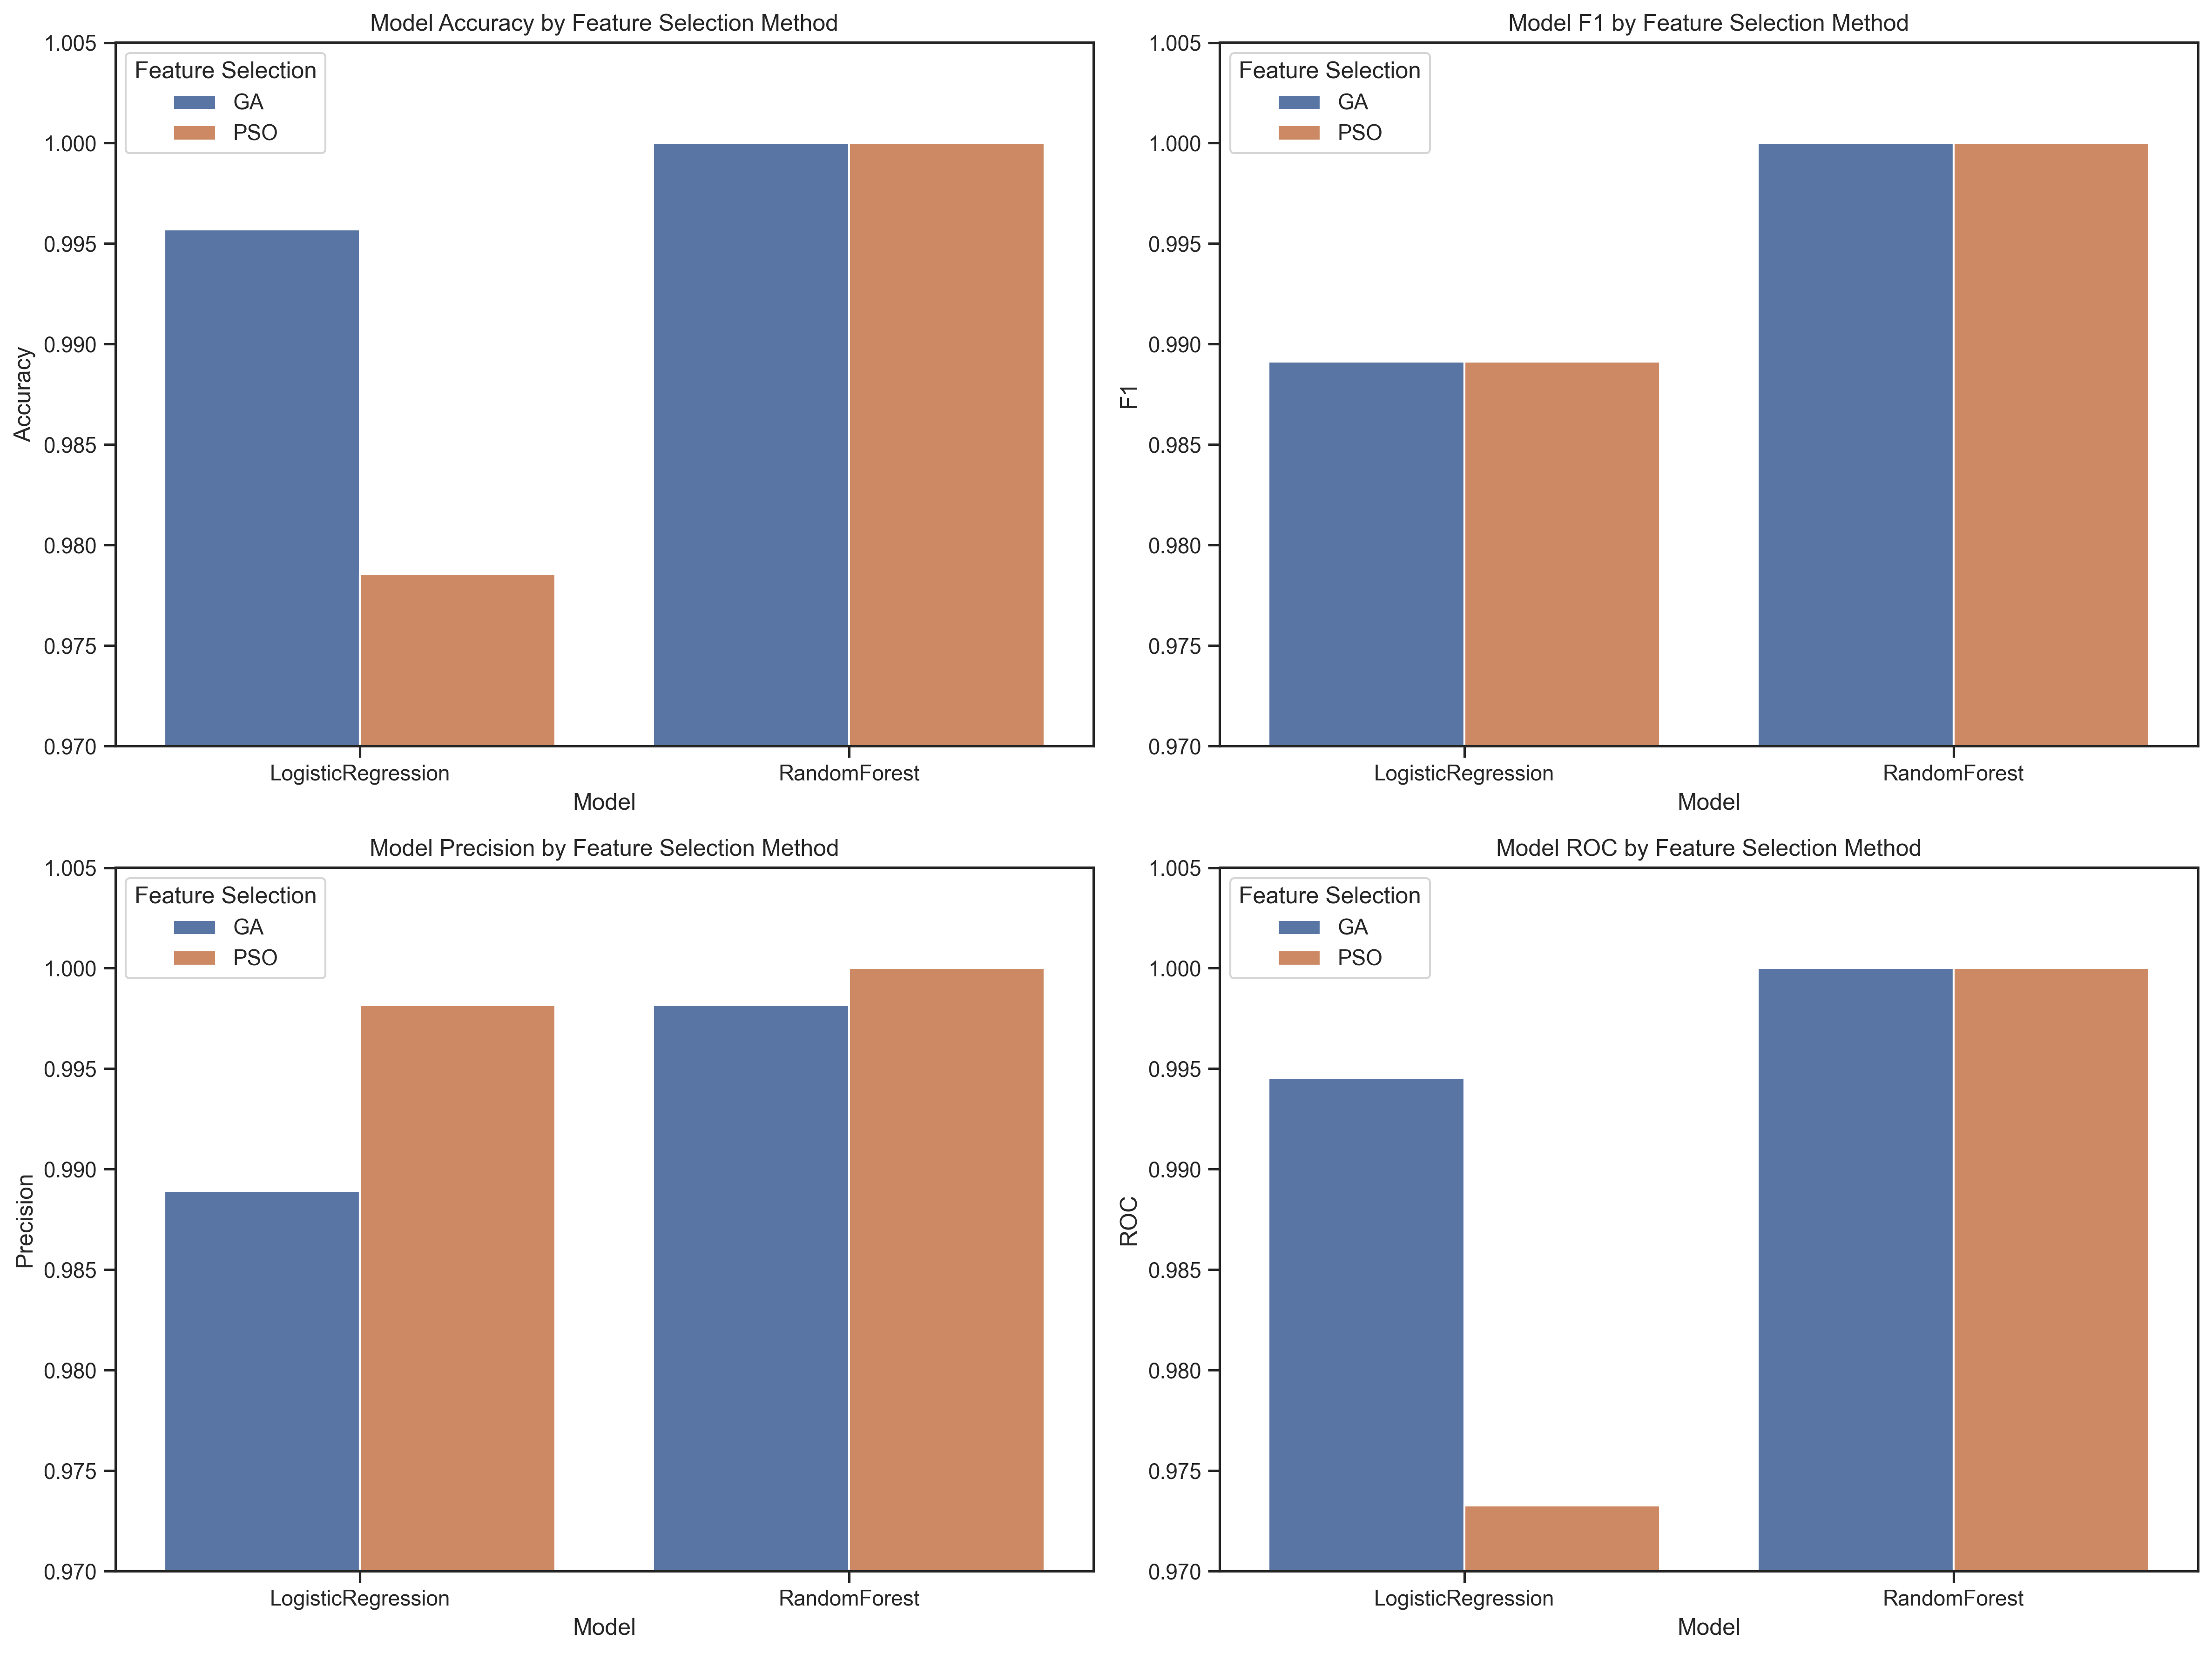 Model Accuracy by Feature Selection Method
1.005
1.000
0.995
0.990
0.985
0.980
0.975
0.970
Accuracy
Feature Selection
GA
PSO
LogisticRegression
RandomForest
Model
Model F1 by Feature Selection Method
1.005
1.000
0.995
0.990
0.985
0.980
0.975
0.970
F1
Feature Selection
GA
PSO
LogisticRegression
RandomForest
Model
Model Precision by Feature Selection Method
1.005
1.000
0.995
0.990
0.985
0.980
0.975
0.970
Precision
Feature Selection
GA
PSO
LogisticRegression
RandomForest
Model
Model ROC by Feature Selection Method
1.005
1.000
0.995
0.990
0.985
0.980
0.975
0.970
ROC
Feature Selection
GA
PSO
LogisticRegression
RandomForest
Model